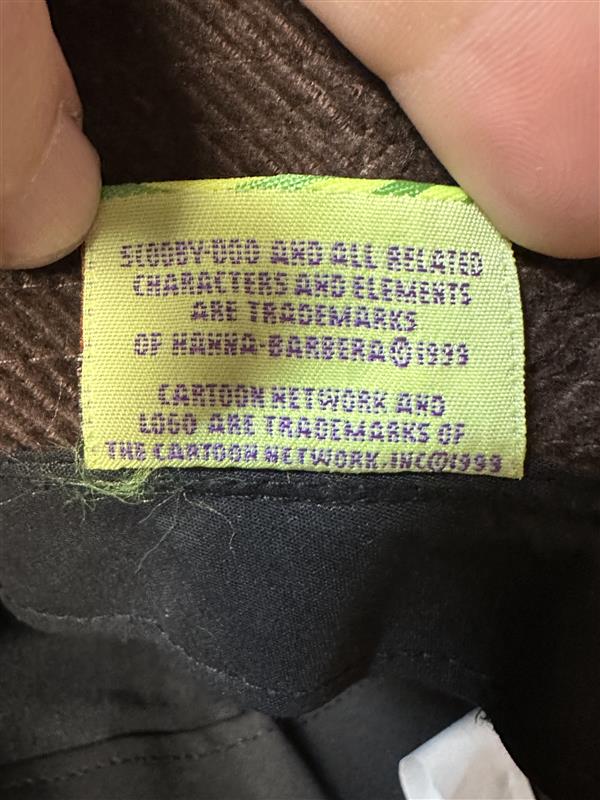 SCOOBY-DOO AND ALL RELATED
CHARACTERS AND ELEMENTS
ARE TRADEMARKS
OF HANNA-BARBERA © 1999
CARTOON NETWORK AND
LOGO ARE TRADEMARKS OF
THE CARTOON NETWORK, INC © 1999